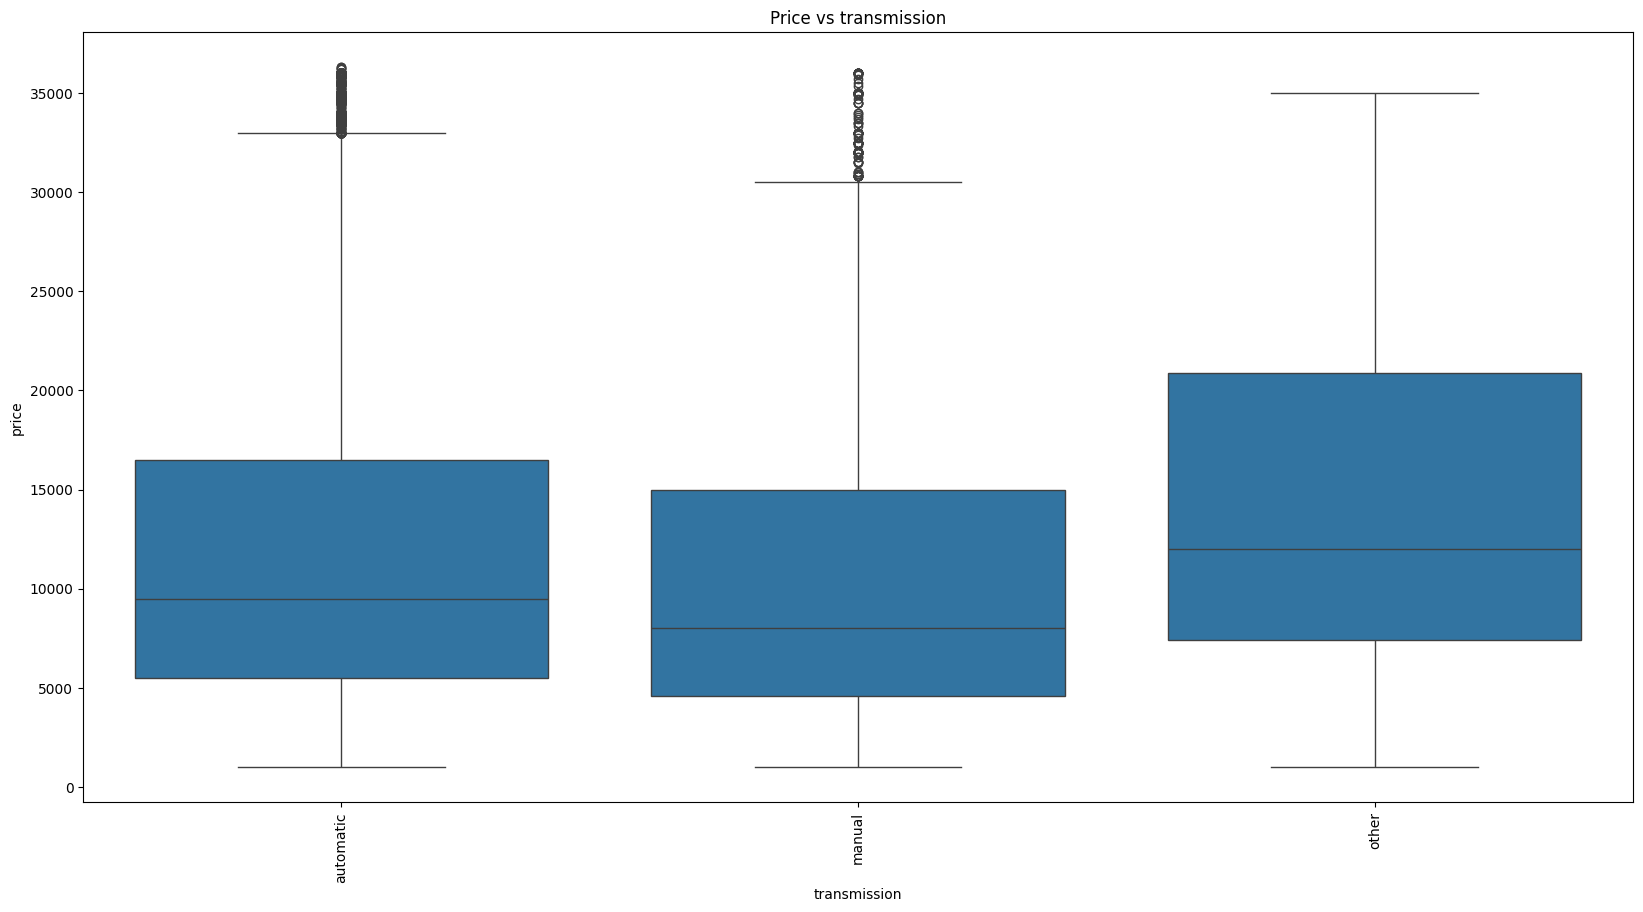 Price vs transmission
35000
30000
25000
20000
15000
10000
5000
0
price
automatic
manual
other
transmission